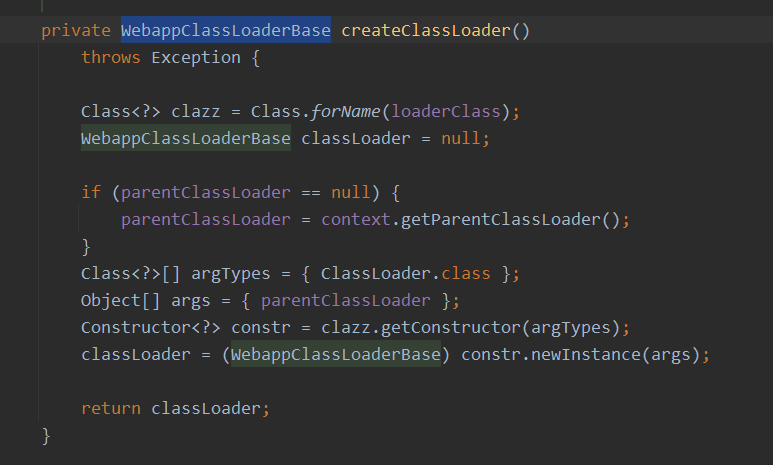 private WebappClassLoaderBase createClassLoader()
    throws Exception {

    Class<?> clazz = Class.forName(loaderClass);
    WebappClassLoaderBase classLoader = null;

    if (parentClassLoader == null) {
        parentClassLoader = context.getParentClassLoader();
    }
    Class<?>[] argTypes = { ClassLoader.class };
    Object[] args = { parentClassLoader };
    Constructor<?> constr = clazz.getConstructor(argTypes);
    classLoader = (WebappClassLoaderBase) constr.newInstance(args);

    return classLoader;
}